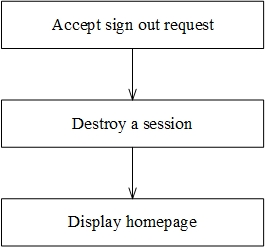 Accept sign out request
Destroy a session
Display homepage